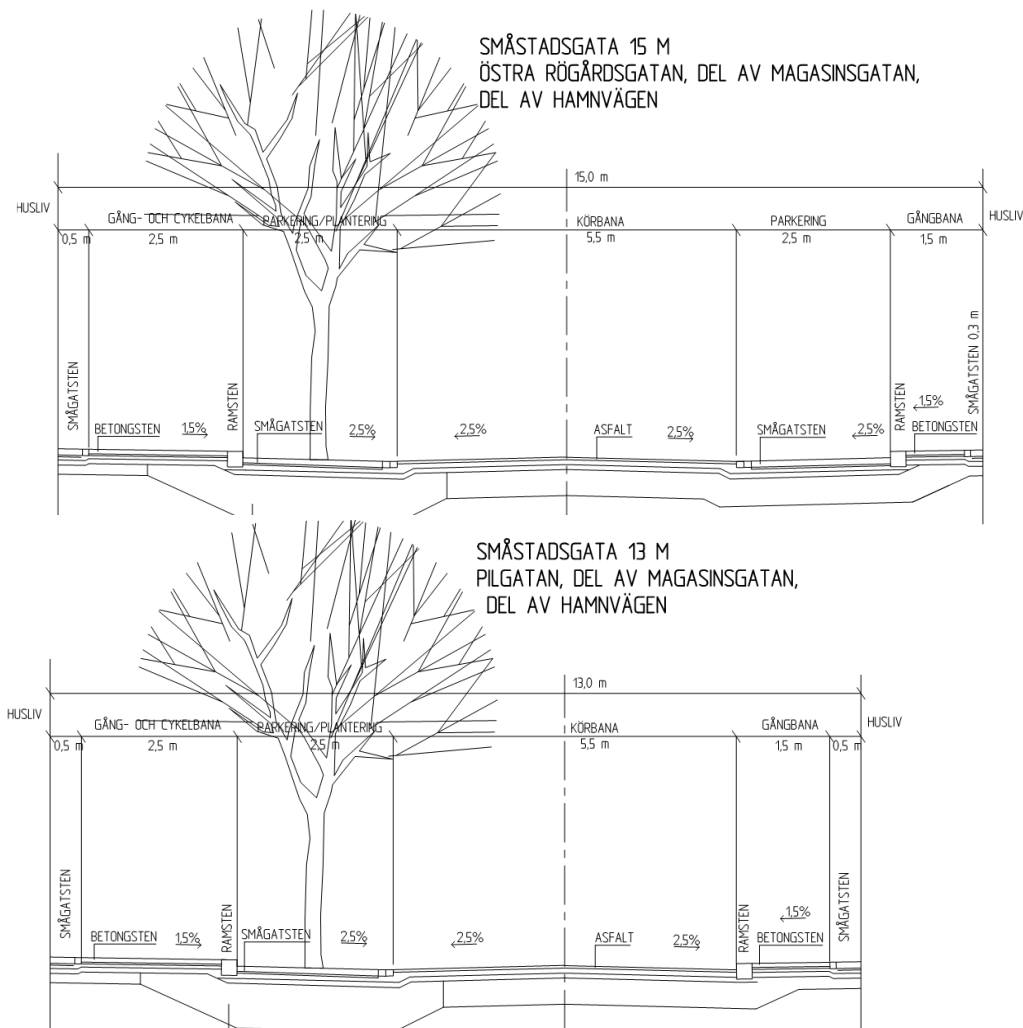 SMÅSTADSGATA 15 M
ÖSTRA RÖGÅRDSGATAN, DEL AV MAGASINSGATAN,
DEL AV HAMNVÄGEN
15,0 m
HUSLIV
GÅNG- OCH CYKELBANA
PARKERING/PLANTERING
KÖRBANA
PARKERING
GÅNGBANA
HUSLIV
0,5 m
2,5 m
2,5 m
5,5 m
2,5 m
1,5 m
SMÅGATSTEN
BETONGSTEN
1,5%
RAMSTEN
SMÅGATSTEN
2,5%
2,5%
ASFALT
2,5%
SMÅGATSTEN
2,5%
RAMSTEN
1,5%
BETONGSTEN
SMÅGATSTEN 0,3 m
SMÅSTADSGATA 13 M
PILGATAN, DEL AV MAGASINSGATAN,
DEL AV HAMNVÄGEN
13,0 m
HUSLIV
GÅNG- OCH CYKELBANA
PARKERING/PLANTERING
KÖRBANA
GÅNGBANA
HUSLIV
0,5 m
2,5 m
2,5 m
5,5 m
1,5 m
0,5 m
SMÅGATSTEN
BETONGSTEN
1,5%
RAMSTEN
SMÅGATSTEN
2,5%
2,5%
ASFALT
2,5%
RAMSTEN
1,5%
BETONGSTEN
SMÅGATSTEN